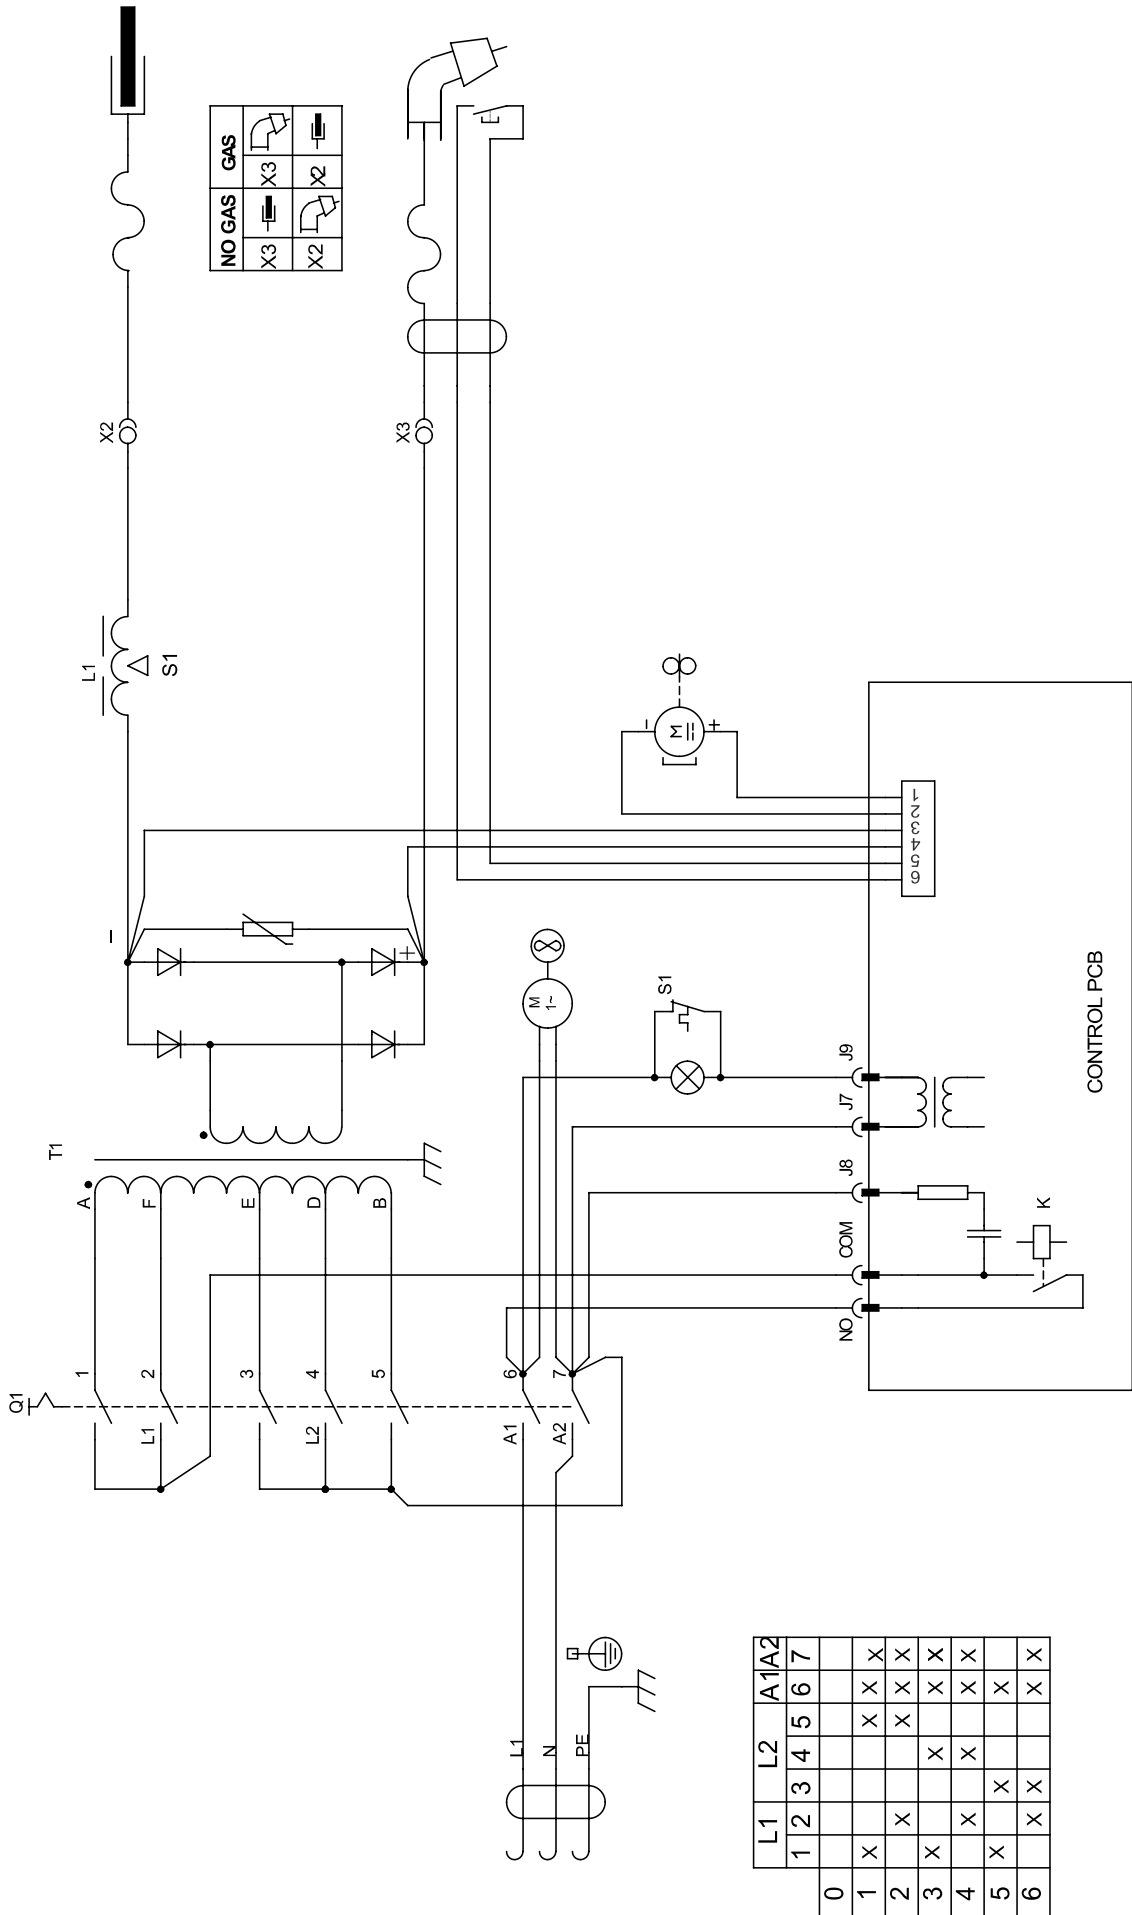 NO GAS GAS
X3 X3
X2 X2
X2
X3
L1
S1
−
+
−
+
M
M
1~
S1
T1
A
F
E
D
B
1 2 3 4 5 6
J9
J7
J8
COM
NO
K
CONTROL PCB
Q1
1
2
3
4
5
6
7
L1
L2
A1
A2
L1
N
PE
L1 L2 A1 A2
1 2 3 4 5 6 7
0
1 X X X X
2 X X X X
3 X X X X
4 X X X X
5 X X X
6 X X X X